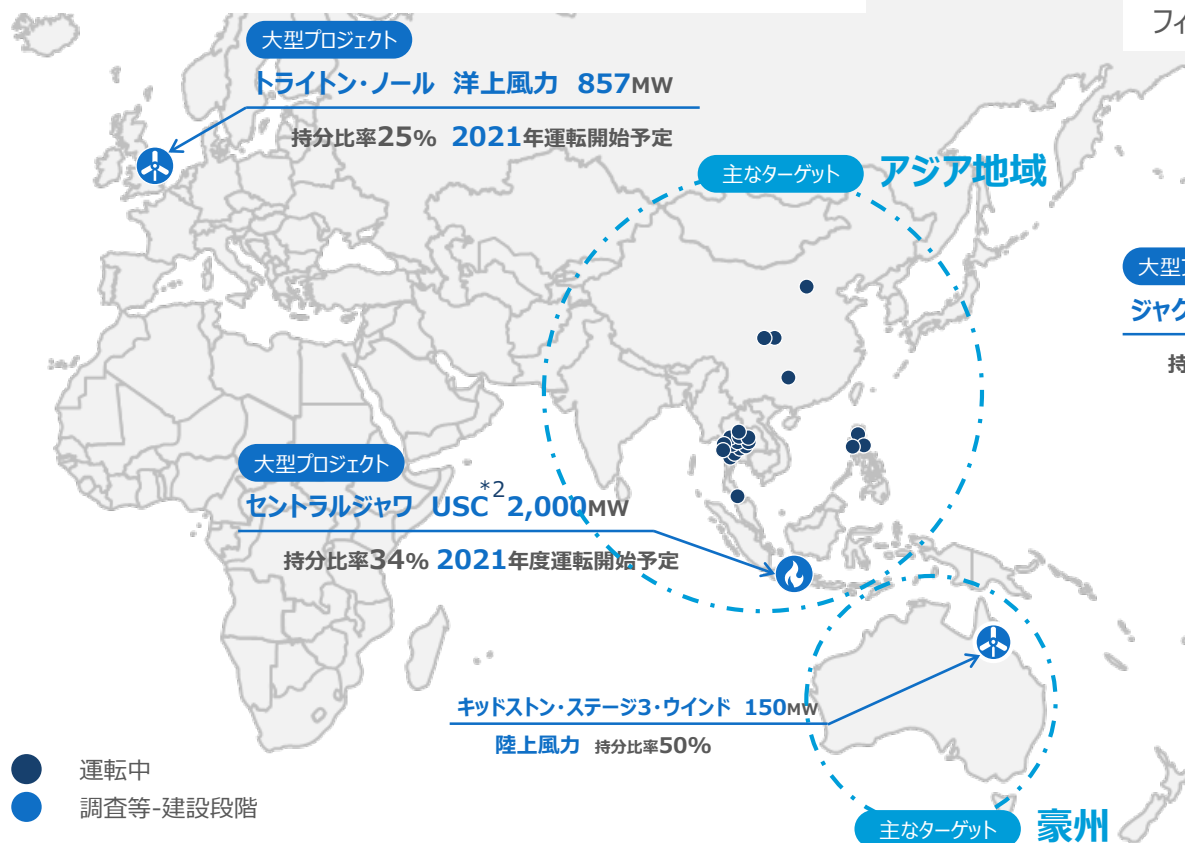 フィ
大型プロジェクト
トライトン・ノール 洋上風力 857MW
持分比率25% 2021年運転開始予定
主なターゲット アジア地域
大型プ
ジャク
持
大型プロジェクト
セントラルジャワ USC*2 2,000MW
持分比率34% 2021年度運転開始予定
キッドストン・ステージ3・ウインド 150MW
陸上風力 持分比率50%
運転中
調査等-建設段階
主なターゲット 豪州